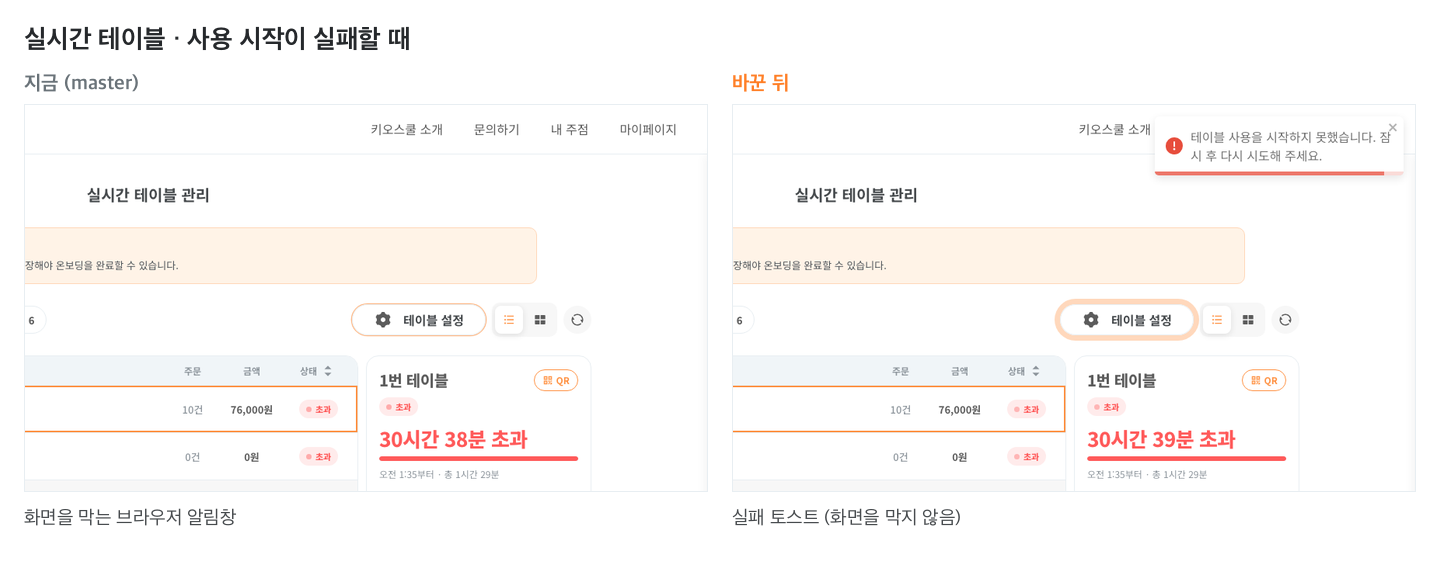 실시간 테이블 · 사용 시작이 실패할 때
지금 (master)
키오스쿨 소개 문의하기 내 주점 마이페이지
실시간 테이블 관리
장해야 온보딩을 완료할 수 있습니다.
6 테이블 설정
주문 금액 상태
10건 76,000원 초과
0건 0원 초과
1번 테이블 QR
초과
30시간 38분 초과
오전 1:35부터 · 총 1시간 29분
화면을 막는 브라우저 알림창
바꾼 뒤
키오스쿨 소개
테이블 사용을 시작하지 못했습니다. 잠
시 후 다시 시도해 주세요.
실시간 테이블 관리
장해야 온보딩을 완료할 수 있습니다.
6 테이블 설정
주문 금액 상태
10건 76,000원 초과
0건 0원 초과
1번 테이블 QR
초과
30시간 39분 초과
오전 1:35부터 · 총 1시간 29분
실패 토스트 (화면을 막지 않음)